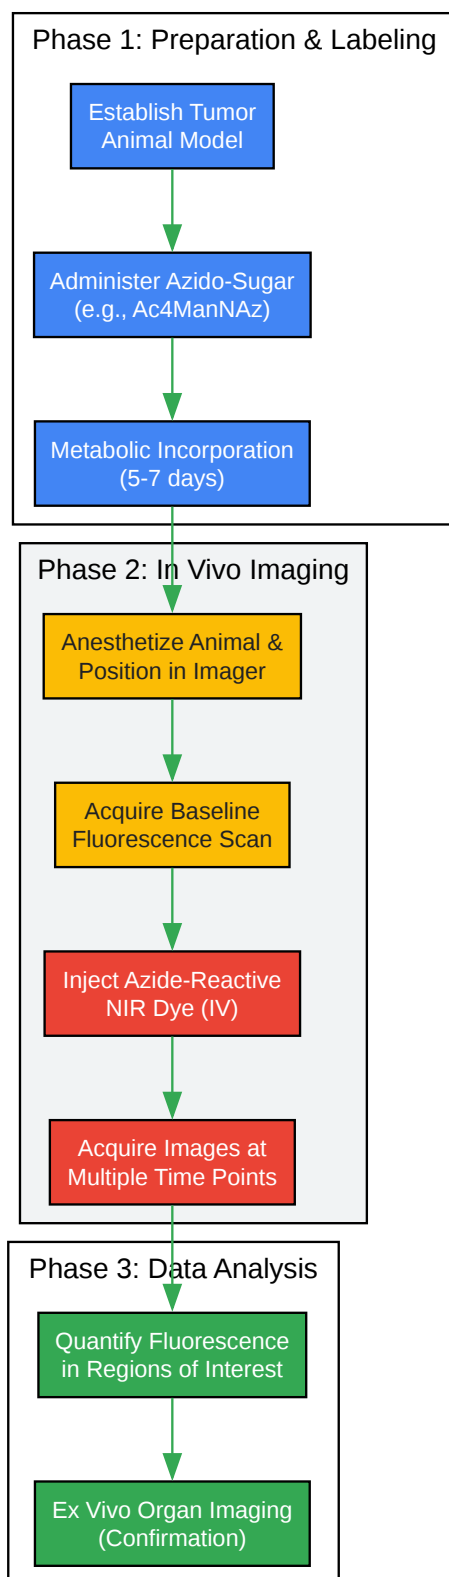 Phase 1: Preparation & Labeling
Establish Tumor
Animal Model
Administer Azido-Sugar
(e.g., Ac4ManNAz)
Metabolic Incorporation
(5-7 days)
Phase 2: In Vivo Imaging
Anesthetize Animal &
Position in Imager
Acquire Baseline
Fluorescence Scan
Inject Azide-Reactive
NIR Dye (IV)
Acquire Images at
Multiple Time Points
Phase 3: Data Analysis
Quantify Fluorescence
in Regions of Interest
Ex Vivo Organ Imaging
(Confirmation)